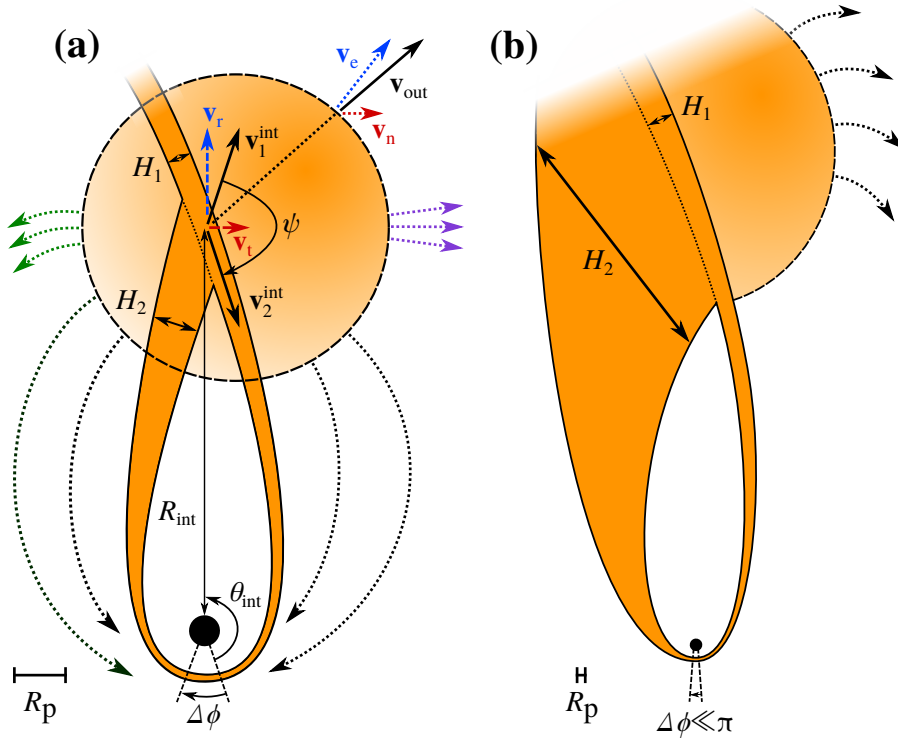 (a)
v_e
v_out
v_n
v_r
v_1^int
H_1
ψ
v_t
H_2
v_2^int
R_int
θ_int
R_p
Δϕ
(b)
H_1
H_2
R_p
Δϕ≪π